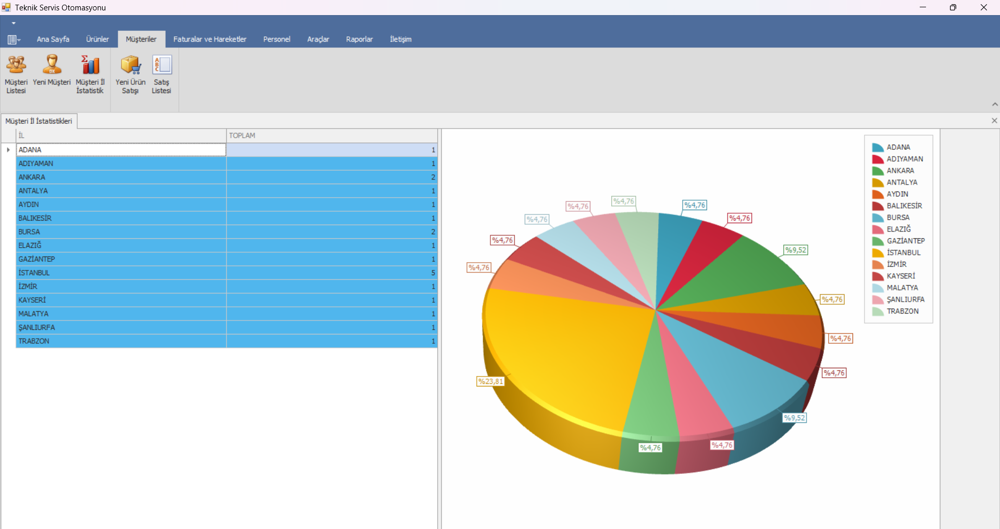 Teknik Servis Otomasyonu
Ana Sayfa Ürünler Müşteriler Faturalar ve Hareketler Personel Araçlar Raporlar İletişim
Müşteri Listesi
Yeni Müşteri
Müşteri İl İstatistik
Yeni Ürün Satışı
Satış Listesi
Müşteri İl İstatistikleri
İL TOPLAM
ADANA 1
ADIYAMAN 1
ANKARA 2
ANTALYA 1
AYDIN 1
BALIKESİR 1
BURSA 2
ELAZIĞ 1
GAZİANTEP 1
İSTANBUL 5
İZMİR 1
KAYSERİ 1
MALATYA 1
ŞANLIURFA 1
TRABZON 1
%4,76
%4,76
%9,52
%4,76
%4,76
%4,76
%9,52
%4,76
%4,76
%23,81
%4,76
%4,76
%4,76
%4,76
%4,76
ADANA
ADIYAMAN
ANKARA
ANTALYA
AYDIN
BALIKESİR
BURSA
ELAZIĞ
GAZİANTEP
İSTANBUL
İZMİR
KAYSERİ
MALATYA
ŞANLIURFA
TRABZON